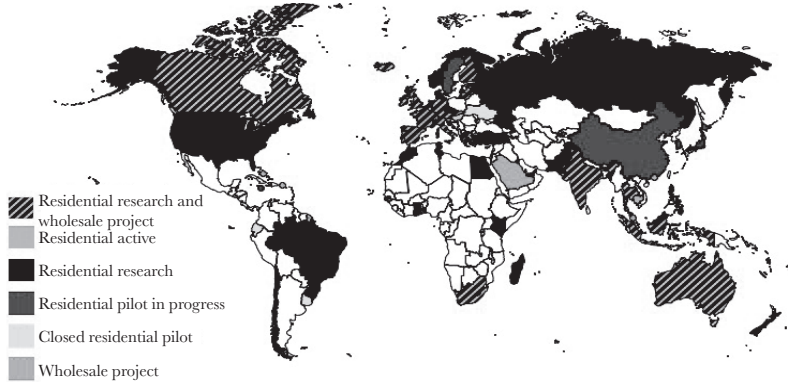 Residential research and
wholesale project
Residential active
Residential research
Residential pilot in progress
Closed residential pilot
Wholesale project